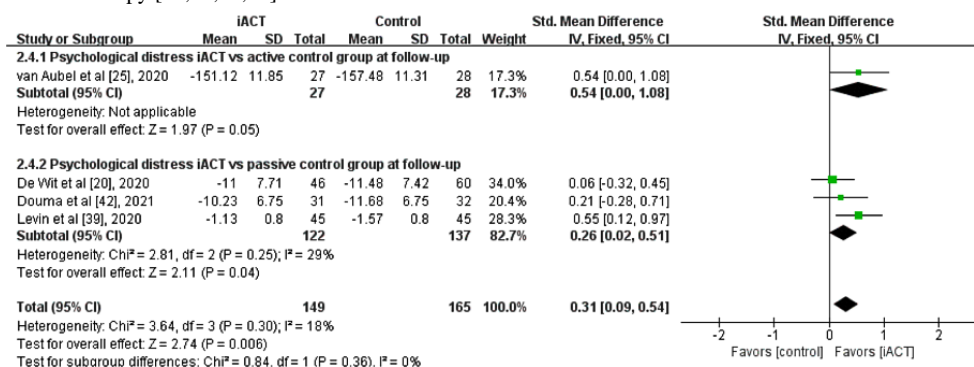 iACT Control Std. Mean Difference Std. Mean Difference
Study or Subgroup Mean SD Total Mean SD Total Weight IV, Fixed, 95% CI IV, Fixed, 95% CI
2.4.1 Psychological distress iACT vs active control group at follow-up
van Aubel et al [25], 2020 -151.12 11.85 27 -157.48 11.31 28 17.3% 0.54 [0.00, 1.08]
Subtotal (95% CI) 27 28 17.3% 0.54 [0.00, 1.08]
Heterogeneity: Not applicable
Test for overall effect: Z = 1.97 (P = 0.05)
2.4.2 Psychological distress iACT vs passive control group at follow-up
De Wit et al [20], 2020 -11 7.71 46 -11.48 7.42 60 34.0% 0.06 [-0.32, 0.45]
Douma et al [42], 2021 -10.23 6.75 31 -11.68 6.75 32 20.4% 0.21 [-0.28, 0.71]
Levin et al [39], 2020 -1.13 0.8 45 -1.57 0.8 45 28.3% 0.55 [0.12, 0.97]
Subtotal (95% CI) 122 137 82.7% 0.26 [0.02, 0.51]
Heterogeneity: Chi² = 2.81, df = 2 (P = 0.25); I² = 29%
Test for overall effect: Z = 2.11 (P = 0.04)
Total (95% CI) 149 165 100.0% 0.31 [0.09, 0.54]
Heterogeneity: Chi² = 3.64, df = 3 (P = 0.30); I² = 18%
Test for overall effect: Z = 2.74 (P = 0.006)
Test for subgroup differences: Chi² = 0.84, df = 1 (P = 0.36), I² = 0%
-2 -1 0 1 2
Favors [control] Favors [iACT]